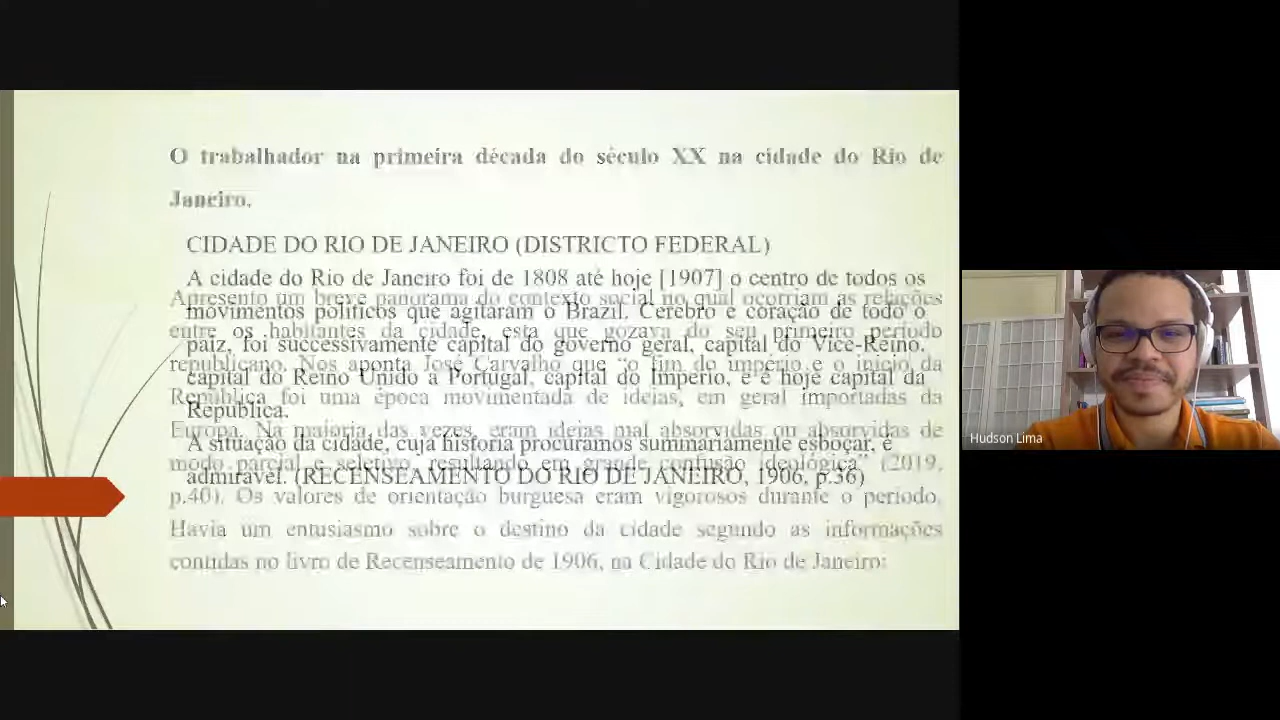 O trabalhador na primeira década do século XX na cidade do Rio de
Janeiro.
CIDADE DO RIO DE JANEIRO (DISTRICTO FEDERAL)
A cidade do Rio de Janeiro foi de 1808 até hoje [1907] o centro de todos os
Apresento um breve panorama do contexto social no qual ocorriam as relações
movimentos políticos que agitaram o Brazil. Cerebro e coração de todo o
entre os habitantes da cidade, esta que gozava do seu primeiro período
paiz, foi successivamente capital do governo geral, capital do Vice-Reino.
republicano. Nos aponta José Carvalho que “o fim do império e o início da
capital do Reino Unido a Portugal, capital do Imperio, e é hoje capital da
República foi uma época movimentada de ideias, em geral importadas da
Republica.
Europa. Na maioria das vezes, eram ideias mal absorvidas ou absorvidas de
A situação da cidade, cuja historia procuramos summariamente esboçar, é
modo parcial e seletivo, resultando em grande confusão ideológica” (2019,
admiravel. (RECENSEAMENTO DO RIO DE JANEIRO, 1906, p.36)
p.40). Os valores de orientação burguesa eram vigorosos durante o período.
Havia um entusiasmo sobre o destino da cidade segundo as informações
contidas no livro de Recenseamento de 1906, na Cidade do Rio de Janeiro:
Hudson Lima